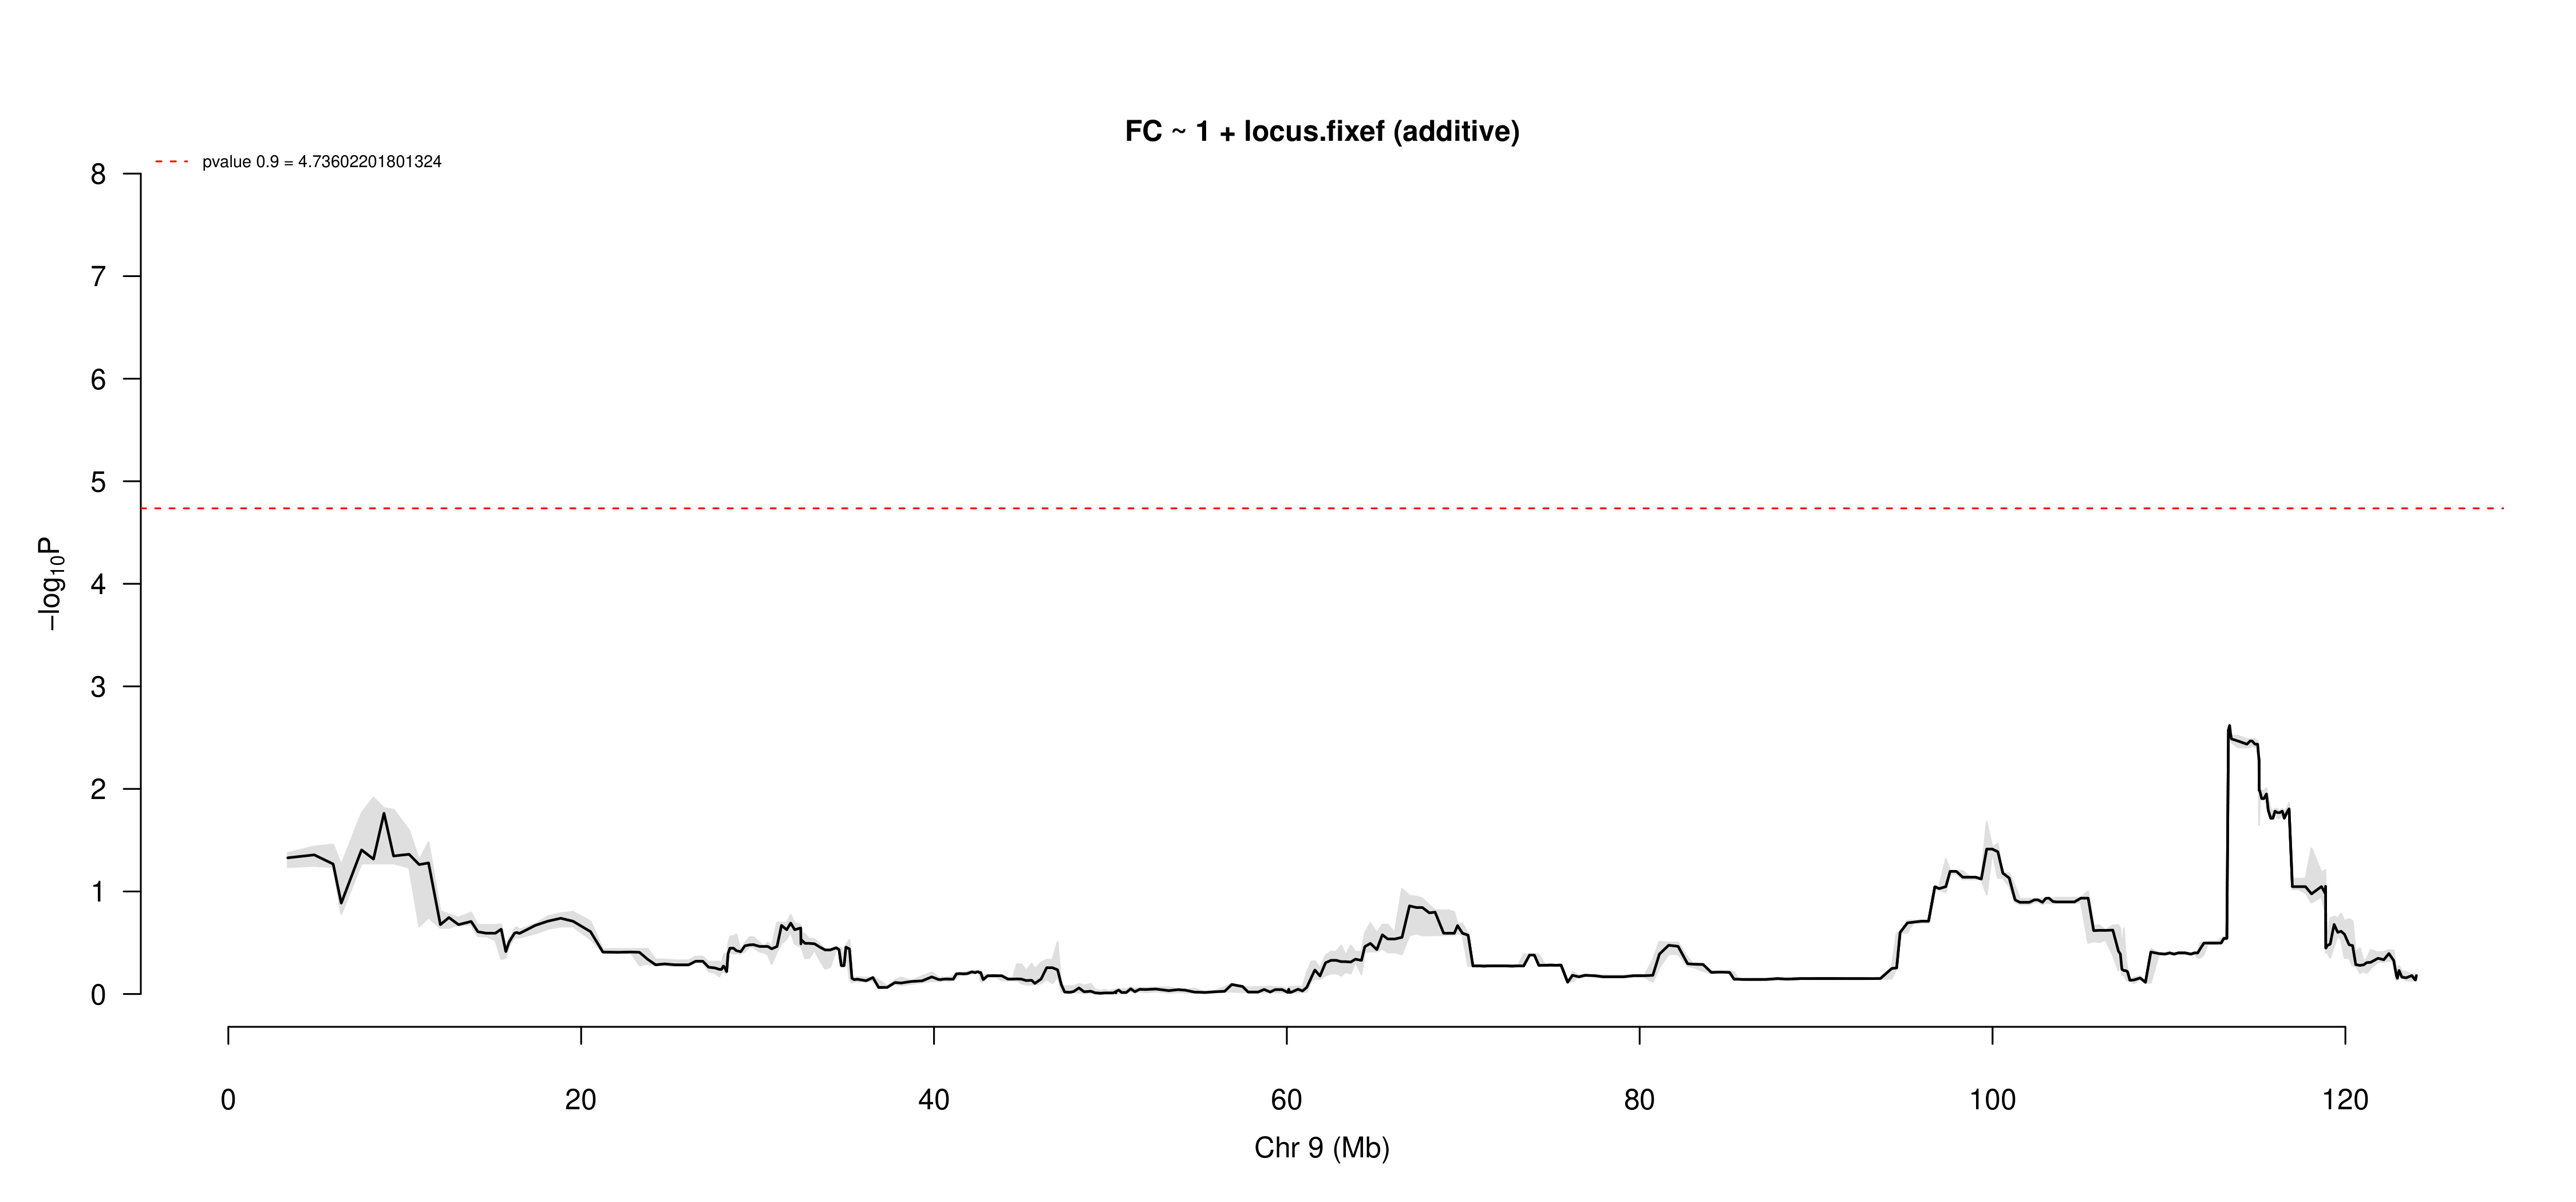 FC ~ 1 + locus.fixef (additive)
pvalue 0.9 = 4.73602201801324
8
7
6
5
4
3
2
1
0
−log10P
0 20 40 60 80 100 120
Chr 9 (Mb)